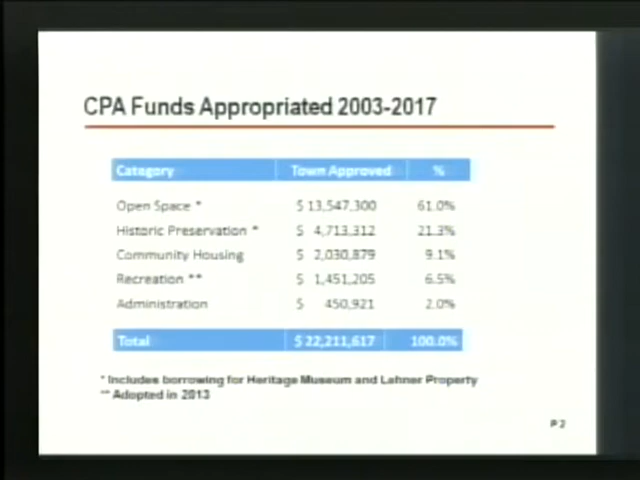 CPA Funds Appropriated 2003-2017
Category Town Approved %
Open Space * $ 13,547,300 61.0%
Historic Preservation * $ 4,713,312 21.3%
Community Housing $ 2,030,879 9.1%
Recreation ** $ 1,451,205 6.5%
Administration $ 450,921 2.0%
Total $ 22,211,617 100.0%
* Includes borrowing for Heritage Museum and Lehner Property
** Adopted in 2013
P 2